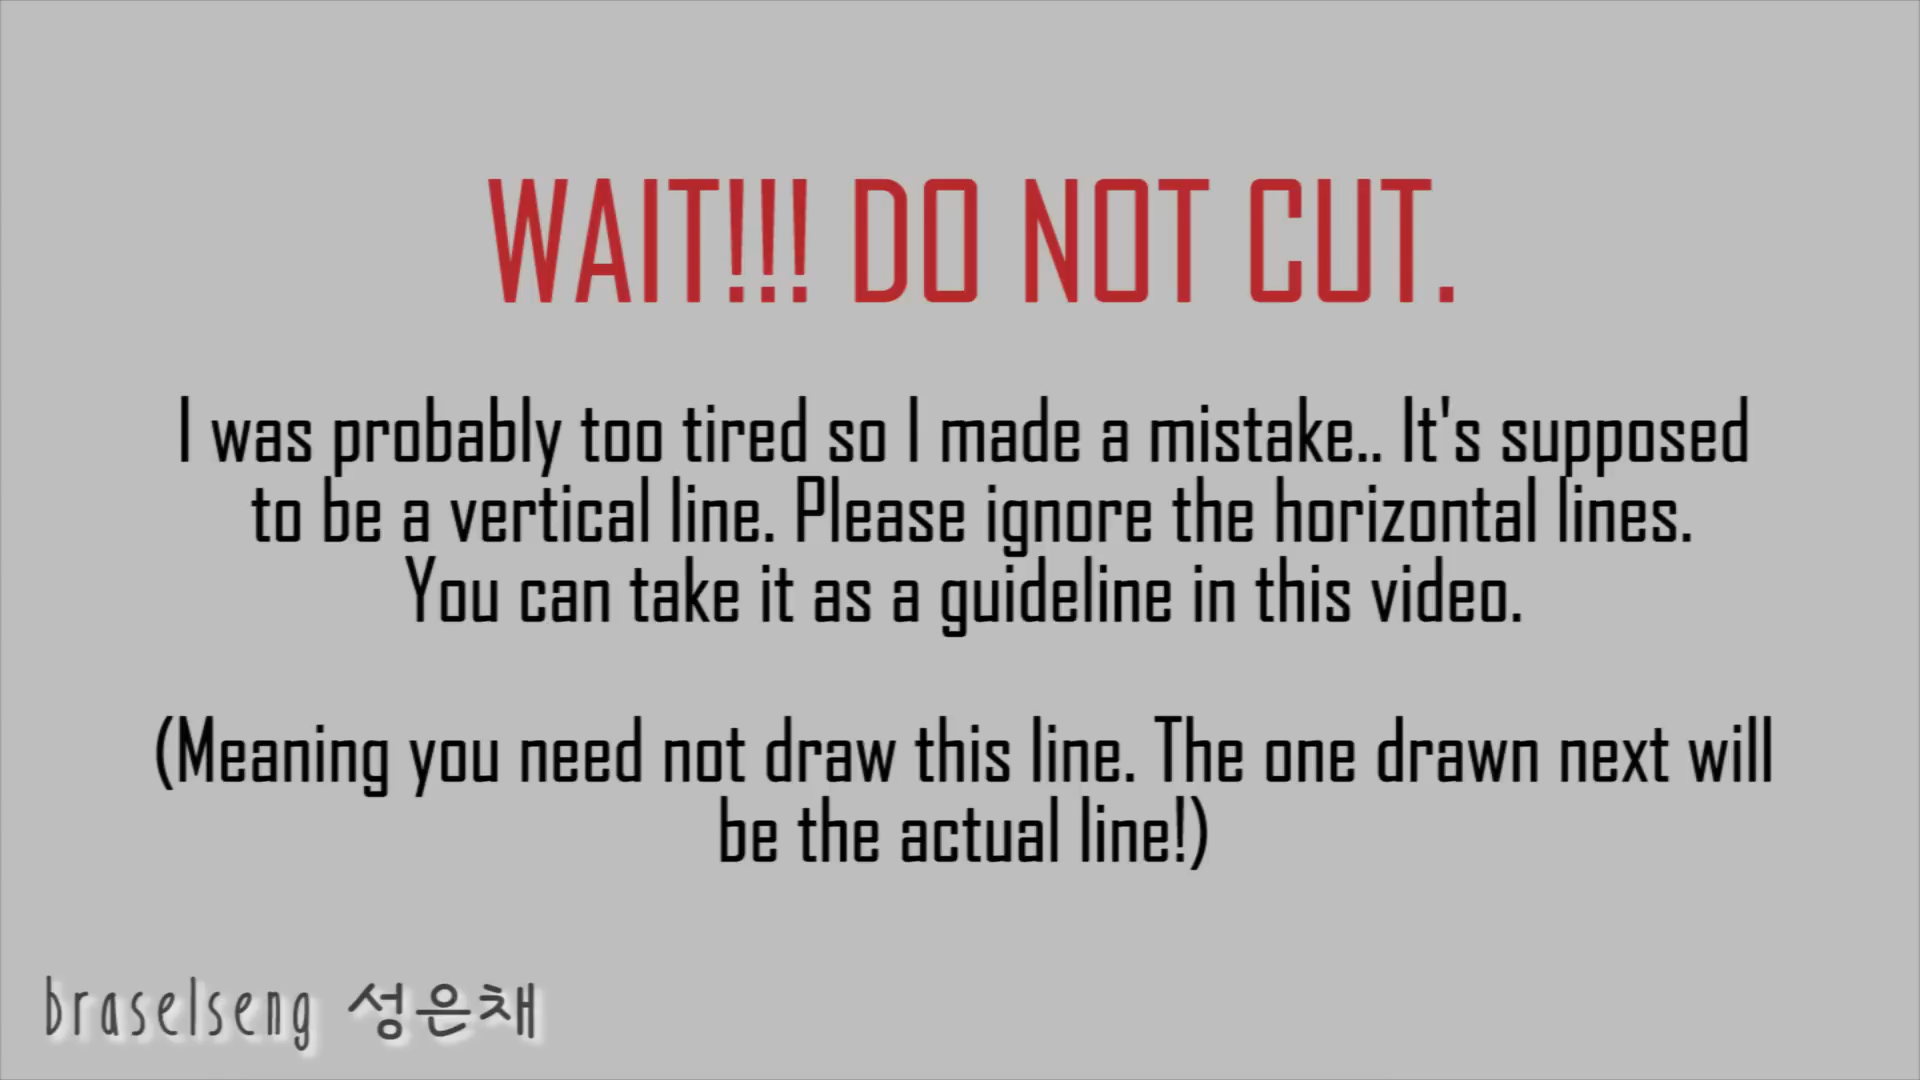 WAIT!!! DO NOT CUT.
I was probably too tired so I made a mistake.. It's supposed
to be a vertical line. Please ignore the horizontal lines.
You can take it as a guideline in this video.
(Meaning you need not draw this line. The one drawn next will
be the actual line!)
braselseng 성은채